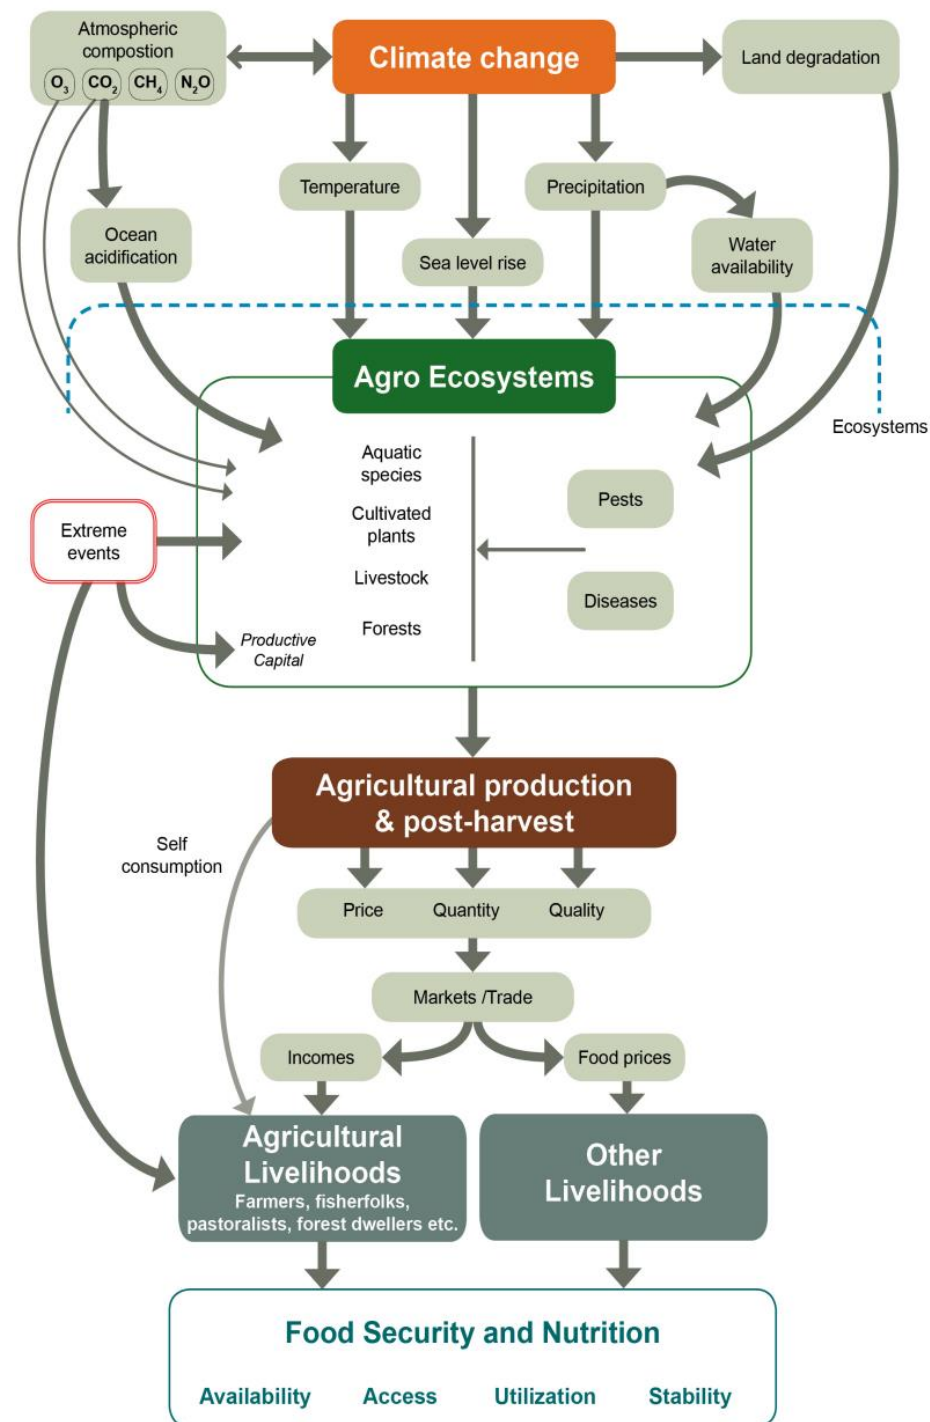 Atmospheric
compostion
O3 CO2 CH4 N2O
Climate change
Land degradation
Temperature
Precipitation
Ocean
acidification
Sea level rise
Water
availability
Agro Ecosystems
Ecosystems
Aquatic
species
Cultivated
plants
Livestock
Forests
Pests
Diseases
Extreme
events
Productive
Capital
Agricultural production
& post-harvest
Self
consumption
Price Quantity Quality
Markets /Trade
Incomes
Food prices
Agricultural
Livelihoods
Farmers, fisherfolks,
pastoralists, forest dwellers etc.
Other
Livelihoods
Food Security and Nutrition
Availability Access Utilization Stability